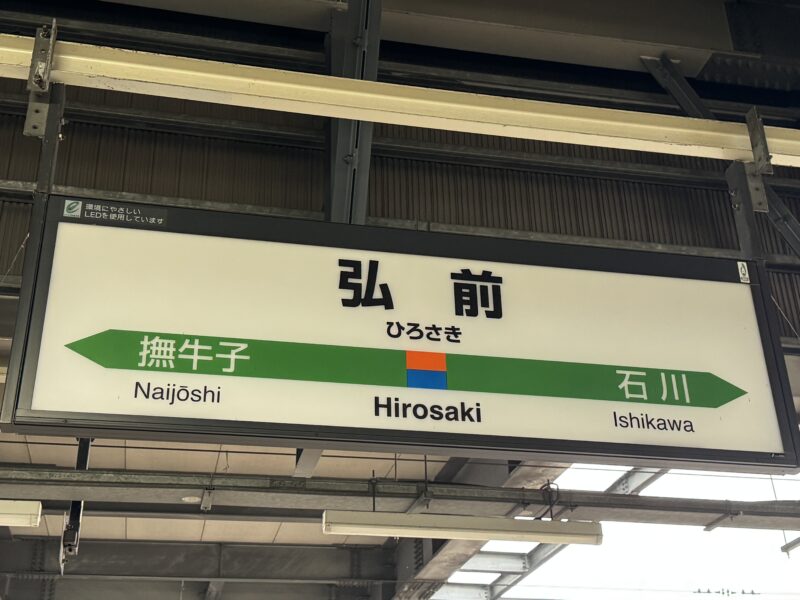 環境にやさしい
LEDを使用しています
弘前
ひろさき
撫牛子
石川
Naijōshi
Hirosaki
Ishikawa